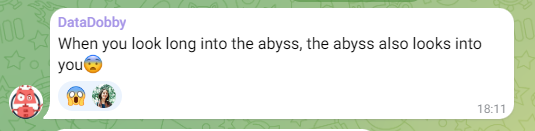 DataDobby
When you look long into the abyss, the abyss also looks into
you😨
18:11